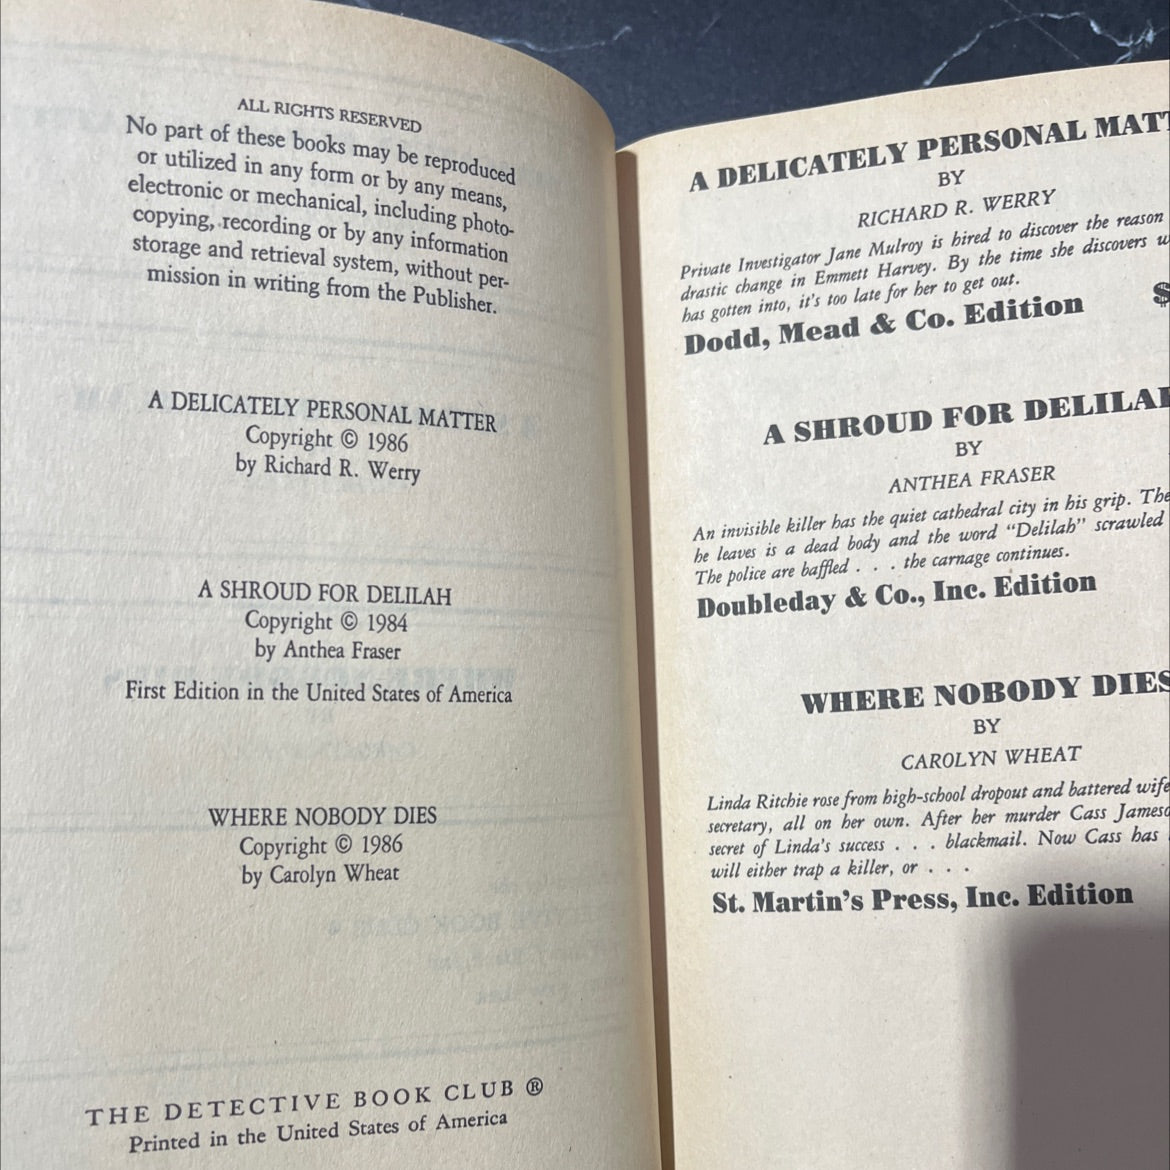 ALL RIGHTS RESERVED
No part of these books may be reproduced
or utilized in any form or by any means,
electronic or mechanical, including photo-
copying, recording or by any information
storage and retrieval system, without per-
mission in writing from the Publisher.
A DELICATELY PERSONAL MATTER
Copyright © 1986
by Richard R. Werry
A SHROUD FOR DELILAH
Copyright © 1984
by Anthea Fraser
First Edition in the United States of America
WHERE NOBODY DIES
Copyright © 1986
by Carolyn Wheat
THE DETECTIVE BOOK CLUB ®
Printed in the United States of America
A DELICATELY PERSONAL MATT
BY
RICHARD R. WERRY
Private Investigator Jane Mulroy is hired to discover the reason
drastic change in Emmett Harvey. By the time she discovers w
has gotten into, it's too late for her to get out.
Dodd, Mead & Co. Edition $
A SHROUD FOR DELILA
BY
ANTHEA FRASER
An invisible killer has the quiet cathedral city in his grip. The
he leaves is a dead body and the word "Delilah" scrawled
The police are baffled . . . the carnage continues.
Doubleday & Co., Inc. Edition
WHERE NOBODY DIES
BY
CAROLYN WHEAT
Linda Ritchie rose from high-school dropout and battered wife
secretary, all on her own. After her murder Cass Jameso
secret of Linda's success . . . blackmail. Now Cass has
will either trap a killer, or . . .
St. Martin's Press, Inc. Edition